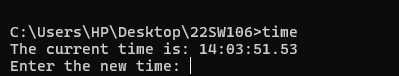 C:\Users\HP\Desktop\22SW106>time
The current time is: 14:03:51.53
Enter the new time: